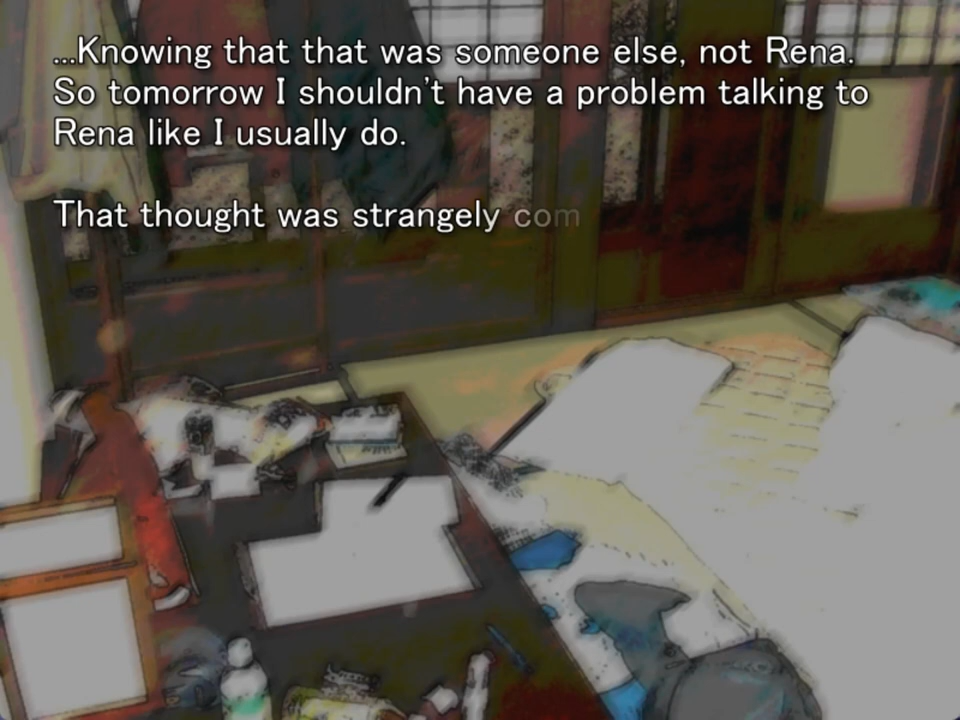 ...Knowing that that was someone else, not Rena.
So tomorrow I shouldn't have a problem talking to
Rena like I usually do.
That thought was strangely com